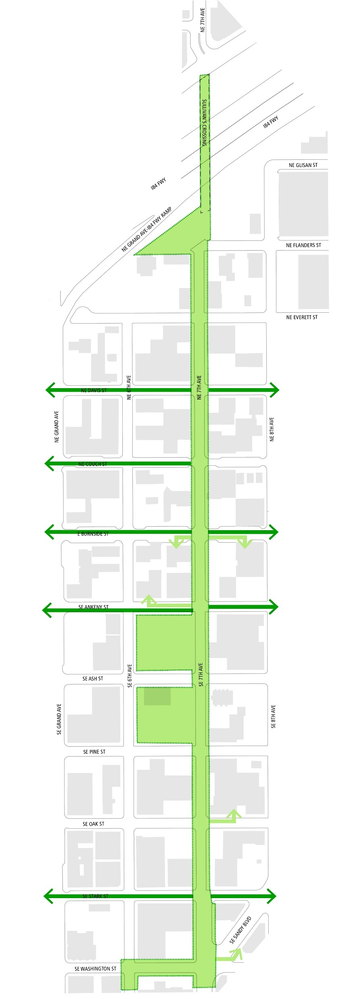 NE 7TH AVE
SULLIVAN'S CROSSING
I84 FWY
NE GLISAN ST
I84 FWY
NE GRAND AVE-I84 FWY RAMP
NE FLANDERS ST
NE EVERETT ST
NE 6TH AVE
NE 7TH AVE
NE DAVIS ST
NE GRAND AVE
NE 8TH AVE
NE COUCH ST
E BURNSIDE ST
SE ANKENY ST
SE 6TH AVE
SE 7TH AVE
SE ASH ST
SE GRAND AVE
SE 8TH AVE
SE PINE ST
SE OAK ST
SE STARK ST
SE SANDY BLVD
SE WASHINGTON ST